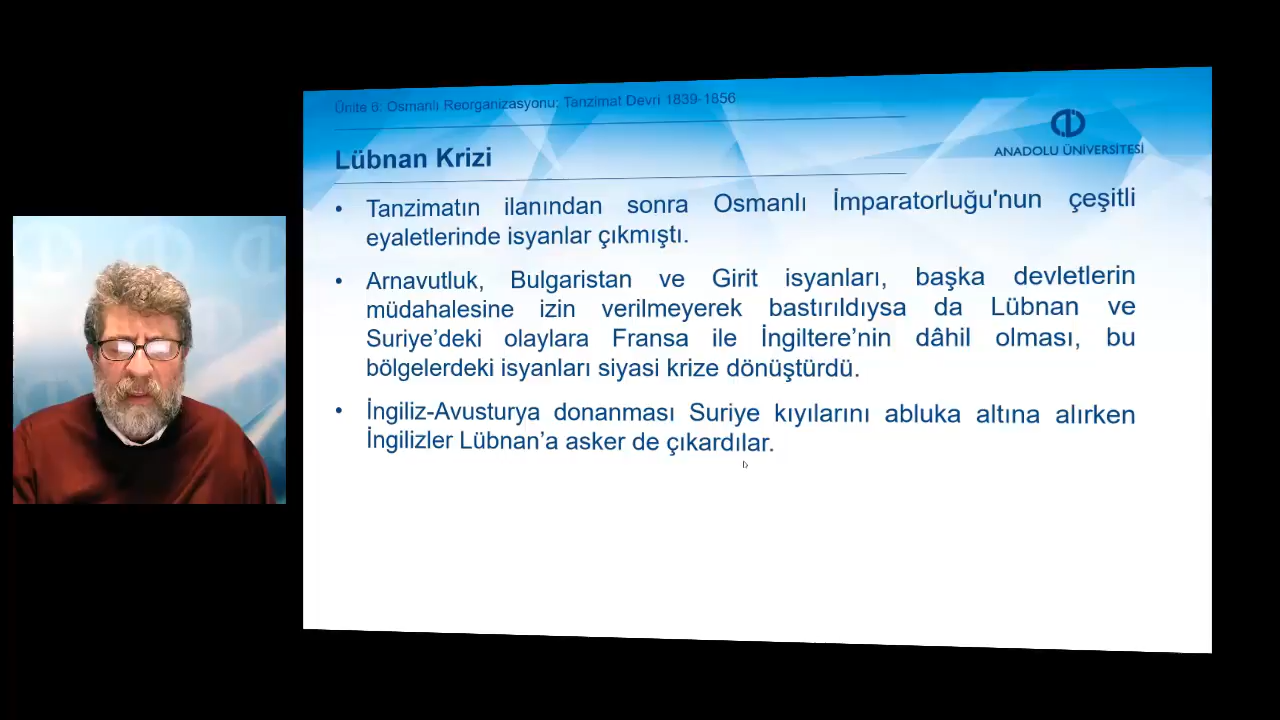 Ünite 6: Osmanlı Reorganizasyonu: Tanzimat Devri 1839-1856
ANADOLU ÜNİVERSİTESİ
Lübnan Krizi
• Tanzimatın ilanından sonra Osmanlı İmparatorluğu'nun çeşitli
eyaletlerinde isyanlar çıkmıştı.
• Arnavutluk, Bulgaristan ve Girit isyanları, başka devletlerin
müdahalesine izin verilmeyerek bastırıldıysa da Lübnan ve
Suriye’deki olaylara Fransa ile İngiltere’nin dâhil olması, bu
bölgelerdeki isyanları siyasi krize dönüştürdü.
• İngiliz-Avusturya donanması Suriye kıyılarını abluka altına alırken
İngilizler Lübnan’a asker de çıkardılar.